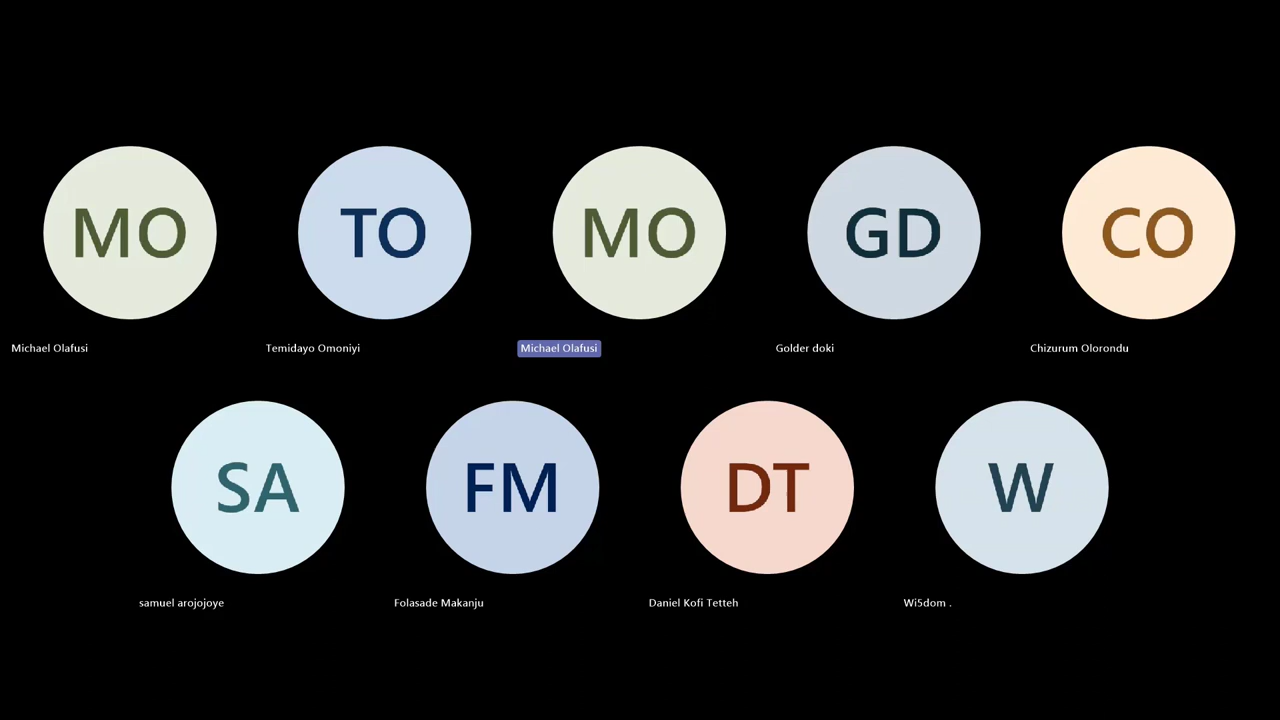 MO TO MO GD CO
Michael Olafusi Temidayo Omoniyi Michael Olafusi Golder doki Chizurum Olorondu
SA FM DT W
samuel arojojoye Folasade Makanju Daniel Kofi Tetteh Wi5dom .